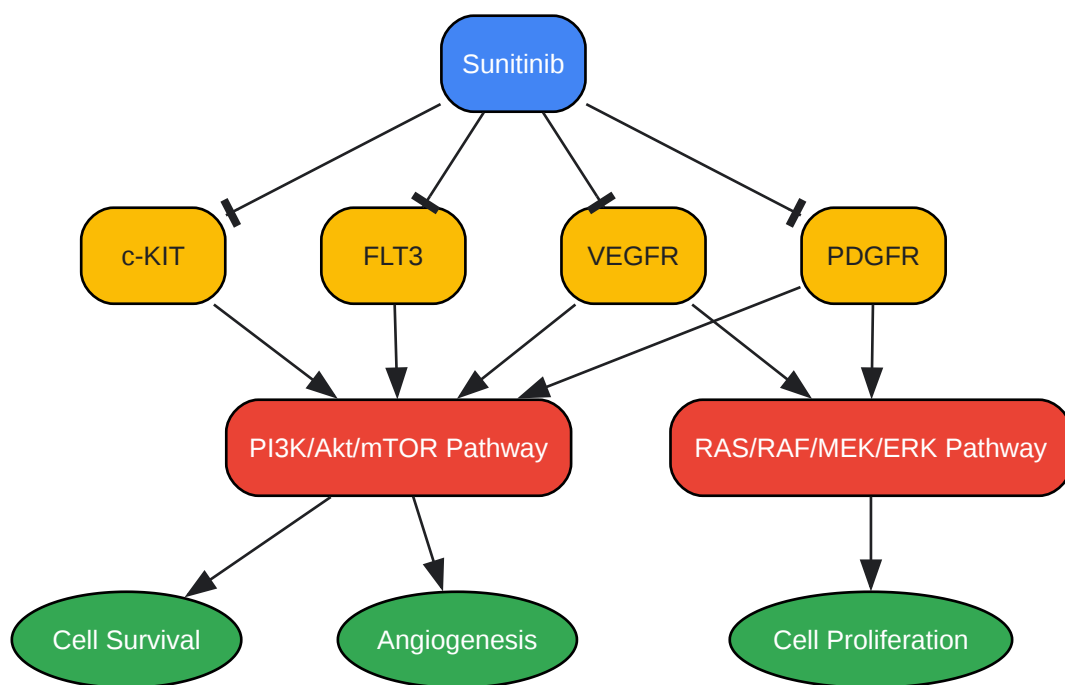 Sunitinib
c-KIT
FLT3
VEGFR
PDGFR
PI3K/Akt/mTOR Pathway
RAS/RAF/MEK/ERK Pathway
Cell Survival
Angiogenesis
Cell Proliferation